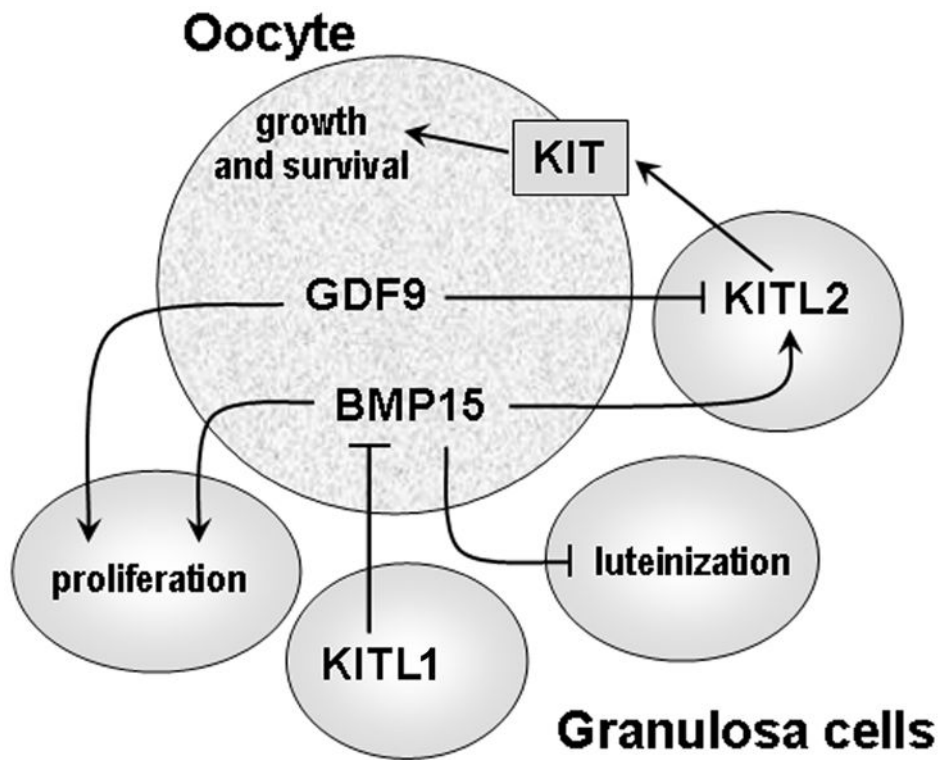 Oocyte
growth
and survival
KIT
GDF9
KITL2
BMP15
proliferation
luteinization
KITL1
Granulosa cells